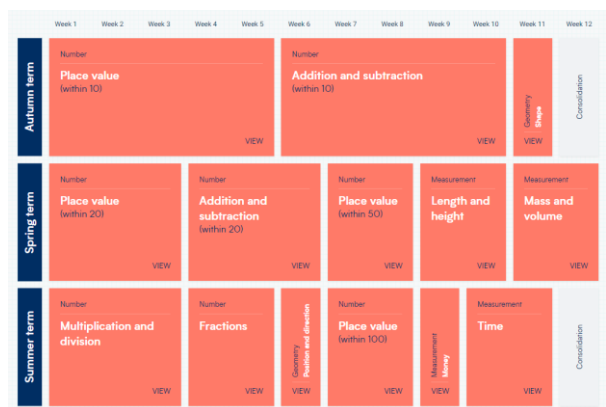 Week 1 Week 2 Week 3 Week 4 Week 5 Week 6 Week 7 Week 8 Week 9 Week 10 Week 11 Week 12
Autumn term
Number
Place value
(within 10)
VIEW
Number
Addition and subtraction
(within 10)
VIEW
Geometry
Shape
VIEW
Consolidation
Spring term
Number
Place value
(within 20)
VIEW
Number
Addition and
subtraction
(within 20)
VIEW
Number
Place value
(within 50)
VIEW
Measurement
Length and
height
VIEW
Measurement
Mass and
volume
VIEW
Summer term
Number
Multiplication and
division
VIEW
Number
Fractions
VIEW
Geometry
Position and direction
VIEW
Number
Place value
(within 100)
VIEW
Measurement
Money
VIEW
Measurement
Time
VIEW
Consolidation